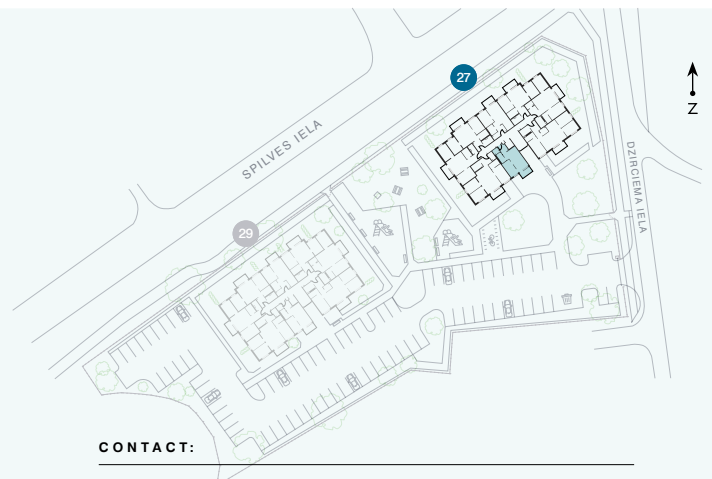 27
Z
SPILVES IELA
DZIRCIEMA IELA
29
CONTACT: